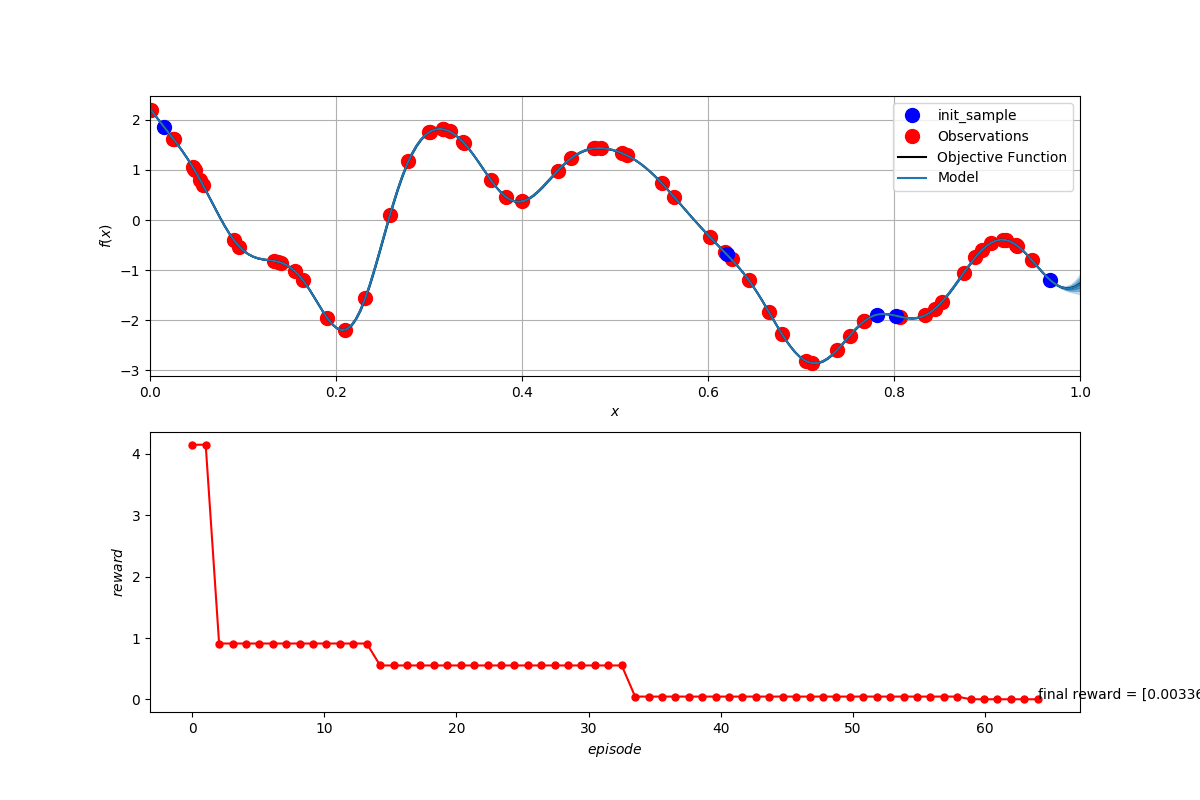 2
1
0
−1
−2
−3
f(x)
init_sample
Observations
Objective Function
Model
0.0 0.2 0.4 0.6 0.8 1.0
x
4
3
2
1
0
reward
final reward = [0.00336
0 10 20 30 40 50 60
episode